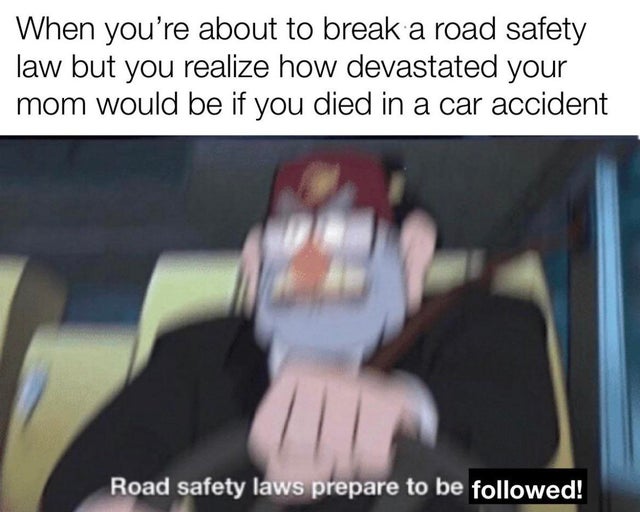 When you’re about to break a road safety
law but you realize how devastated your
mom would be if you died in a car accident
Road safety laws prepare to be followed!